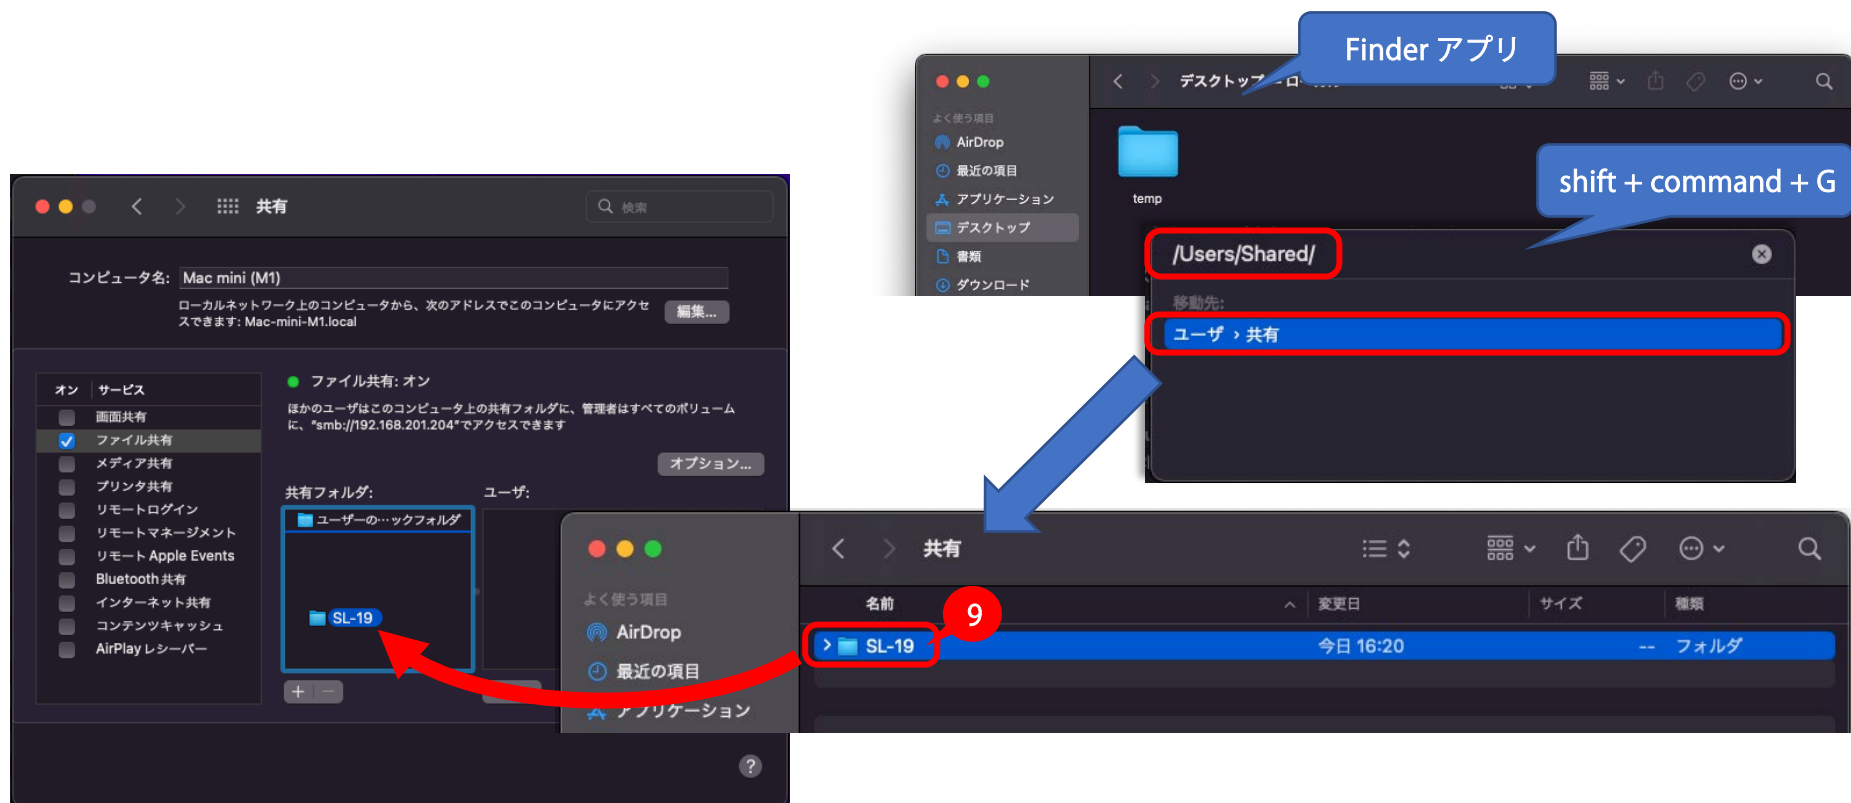 Finder アプリ
デスクトップ — ロ
よく使う項目
AirDrop
最近の項目
アプリケーション
デスクトップ
書類
ダウンロード
temp
shift + command + G
/Users/Shared/
移動先:
ユーザ › 共有
共有
検索
コンピュータ名: Mac mini (M1)
ローカルネットワーク上のコンピュータから、次のアドレスでこのコンピュータにアクセ
スできます: Mac-mini-M1.local
編集...
オン サービス
画面共有
ファイル共有
メディア共有
プリンタ共有
リモートログイン
リモートマネージメント
リモート Apple Events
Bluetooth 共有
インターネット共有
コンテンツキャッシュ
AirPlay レシーバー
ファイル共有: オン
ほかのユーザはこのコンピュータ上の共有フォルダに、管理者はすべてのボリューム
に、"smb://192.168.201.204"でアクセスできます
オプション...
共有フォルダ:
ユーザ:
ユーザーの…ックフォルダ
SL-19
+ −
?
共有
よく使う項目
AirDrop
最近の項目
アプリケーション
名前 変更日 サイズ 種類
9
SL-19 今日 16:20 -- フォルダ